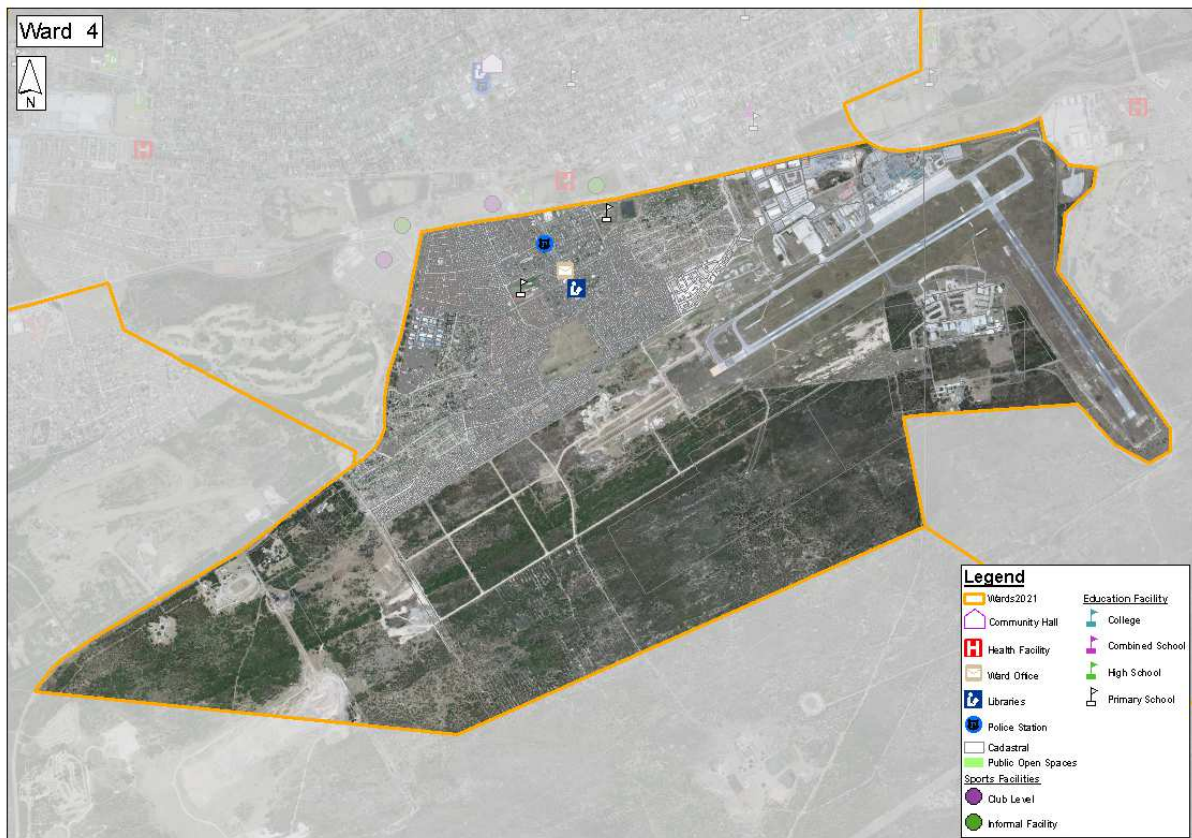 Ward 4
N
Legend
Wards2021
Community Hall
Health Facility
Ward Office
Libraries
Police Station
Cadastral
Public Open Spaces
Sports Facilities
Club Level
Informal Facility
Education Facility
College
Combined School
High School
Primary School